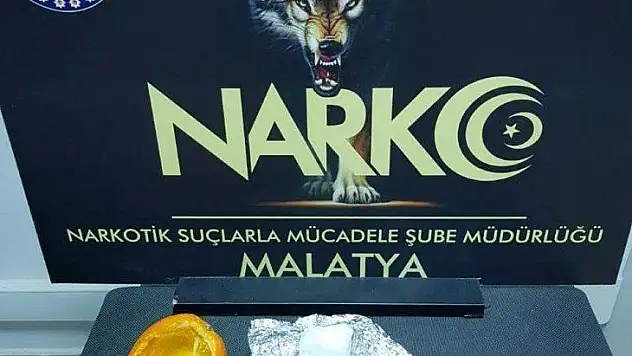 NARKO
NARKOTİK SUÇLARLA MÜCADELE ŞUBE MÜDÜRLÜĞÜ
MALATYA